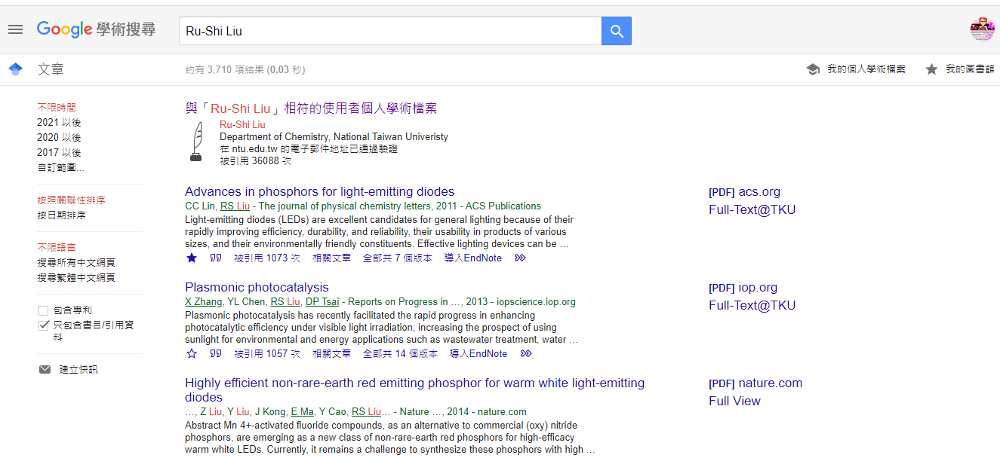 Google 學術搜尋
Ru-Shi Liu
文章
約有 3,710 項結果 (0.03 秒)
我的個人學術檔案
我的圖書館
不限時間
2021 以後
2020 以後
2017 以後
自訂範圍...
按照關聯性排序
按日期排序
不限語言
搜尋所有中文網頁
搜尋繁體中文網頁
包含專利
只包含書目/引用資
料
建立快訊
與「Ru-Shi Liu」相符的使用者個人學術檔案
Ru-Shi Liu
Department of Chemistry, National Taiwan Univeristy
在 ntu.edu.tw 的電子郵件地址已通過驗證
被引用 36088 次
Advances in phosphors for light-emitting diodes
CC Lin, RS Liu - The journal of physical chemistry letters, 2011 - ACS Publications
Light-emitting diodes (LEDs) are excellent candidates for general lighting because of their
rapidly improving efficiency, durability, and reliability, their usability in products of various
sizes, and their environmentally friendly constituents. Effective lighting devices can be …
被引用 1073 次 相關文章 全部共 7 個版本 導入EndNote
[PDF] acs.org
Full-Text@TKU
Plasmonic photocatalysis
X Zhang, YL Chen, RS Liu, DP Tsai - Reports on Progress in …, 2013 - iopscience.iop.org
Plasmonic photocatalysis has recently facilitated the rapid progress in enhancing
photocatalytic efficiency under visible light irradiation, increasing the prospect of using
sunlight for environmental and energy applications such as wastewater treatment, water …
被引用 1057 次 相關文章 全部共 14 個版本 導入EndNote
[PDF] iop.org
Full-Text@TKU
Highly efficient non-rare-earth red emitting phosphor for warm white light-emitting
diodes
…, Z Liu, Y Liu, J Kong, E Ma, Y Cao, RS Liu… - Nature …, 2014 - nature.com
Abstract Mn 4+-activated fluoride compounds, as an alternative to commercial (oxy) nitride
phosphors, are emerging as a new class of non-rare-earth red phosphors for high-efficacy
warm white LEDs. Currently, it remains a challenge to synthesize these phosphors with high …
[PDF] nature.com
Full View